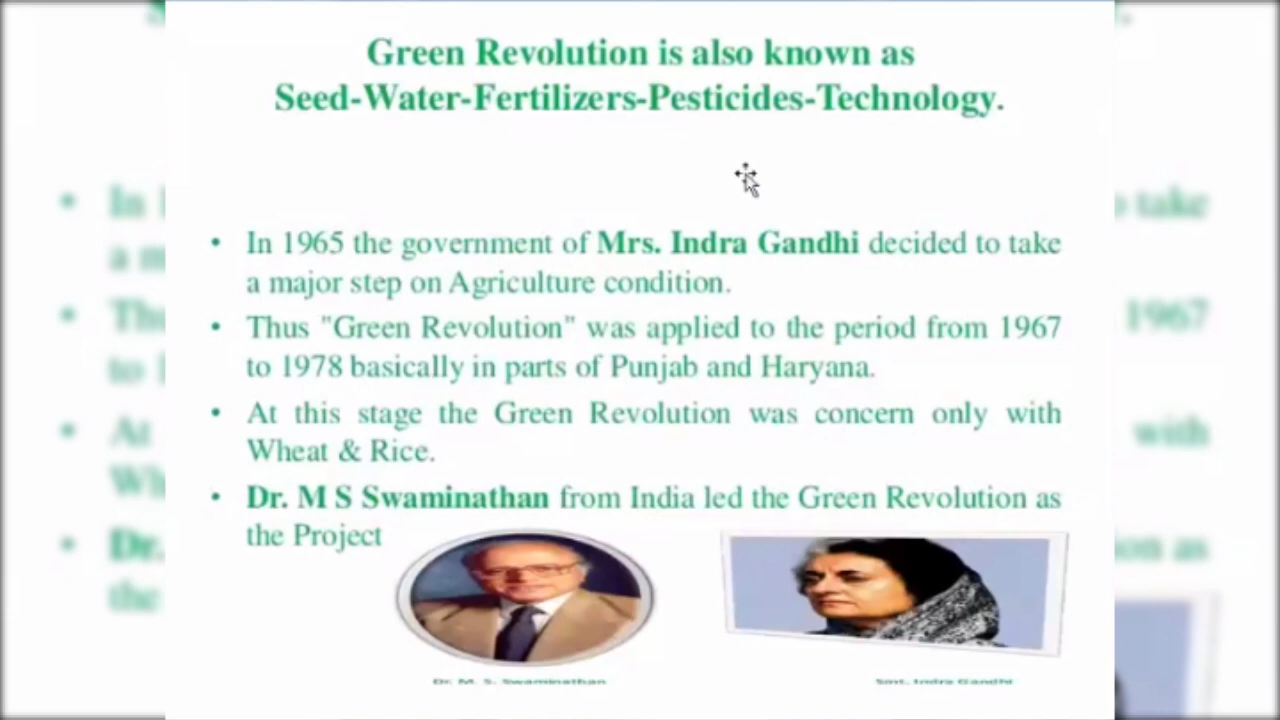 Green Revolution is also known as
Seed-Water-Fertilizers-Pesticides-Technology.
• In 1965 the government of Mrs. Indra Gandhi decided to take
a major step on Agriculture condition.
• Thus "Green Revolution" was applied to the period from 1967
to 1978 basically in parts of Punjab and Haryana.
• At this stage the Green Revolution was concern only with
Wheat & Rice.
• Dr. M S Swaminathan from India led the Green Revolution as
the Project
Dr. M. S. Swaminathan
Smt. Indra Gandhi